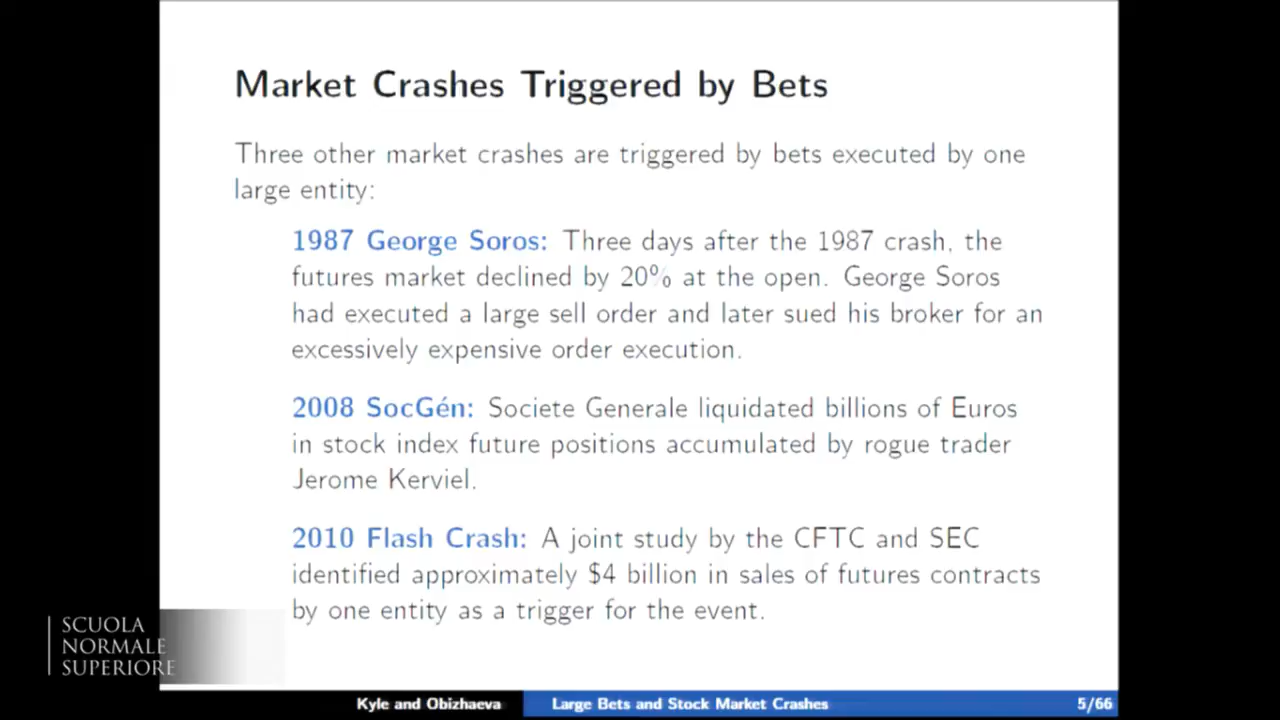 Market Crashes Triggered by Bets
Three other market crashes are triggered by bets executed by one
large entity:
1987 George Soros: Three days after the 1987 crash, the
futures market declined by 20% at the open. George Soros
had executed a large sell order and later sued his broker for an
excessively expensive order execution.
2008 SocGén: Societe Generale liquidated billions of Euros
in stock index future positions accumulated by rogue trader
Jerome Kerviel.
2010 Flash Crash: A joint study by the CFTC and SEC
identified approximately $4 billion in sales of futures contracts
by one entity as a trigger for the event.
SCUOLA
NORMALE
SUPERIORE
Kyle and Obizhaeva Large Bets and Stock Market Crashes 5/66